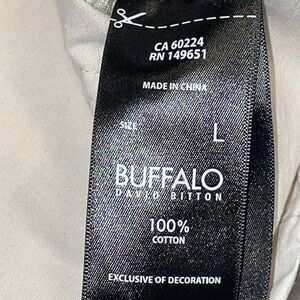 CA 60224
RN 149651
MADE IN CHINA
SIZE L
BUFFALO
DAVID BITTON
100%
COTTON
EXCLUSIVE OF DECORATION